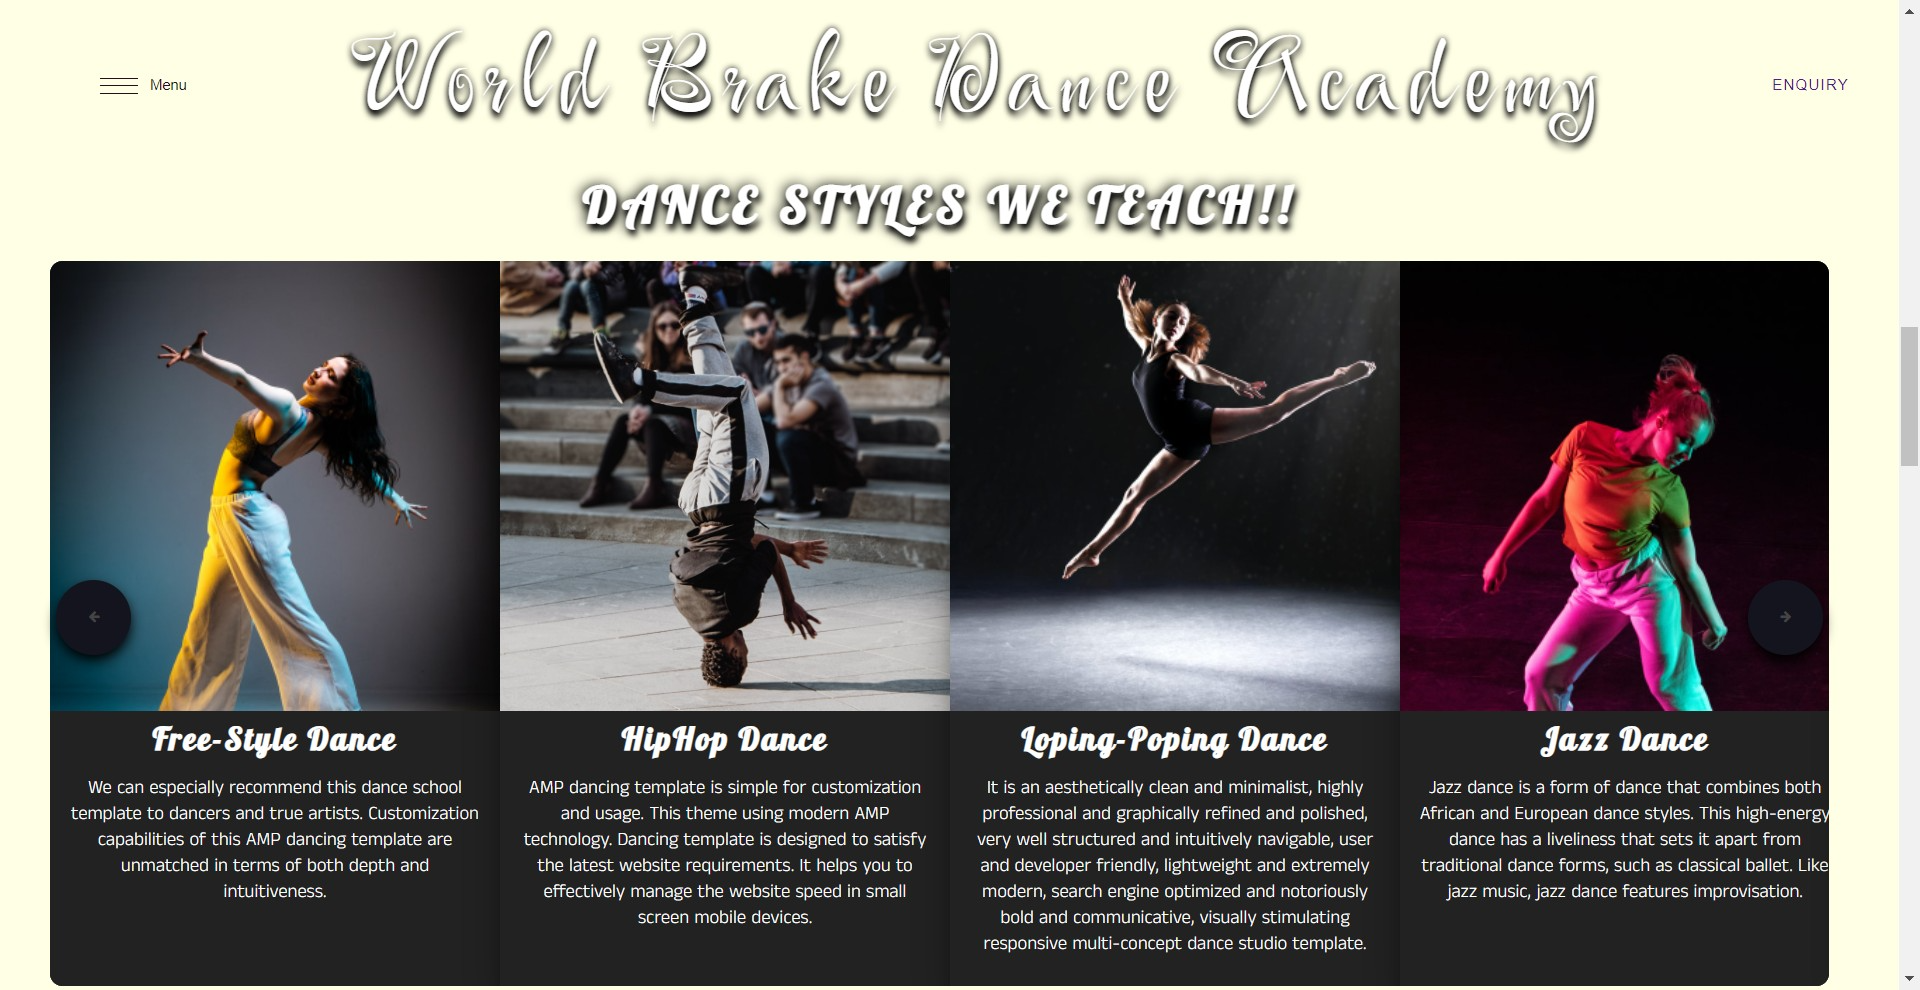 Menu
World Brake Dance Academy
ENQUIRY
DANCE STYLES WE TEACH!!
Free-Style Dance
We can especially recommend this dance school
template to dancers and true artists. Customization
capabilities of this AMP dancing template are
unmatched in terms of both depth and
intuitiveness.
HipHop Dance
AMP dancing template is simple for customization
and usage. This theme using modern AMP
technology. Dancing template is designed to satisfy
the latest website requirements. It helps you to
effectively manage the website speed in small
screen mobile devices.
Loping-Poping Dance
It is an aesthetically clean and minimalist, highly
professional and graphically refined and polished,
very well structured and intuitively navigable, user
and developer friendly, lightweight and extremely
modern, search engine optimized and notoriously
bold and communicative, visually stimulating
responsive multi-concept dance studio template.
Jazz Dance
Jazz dance is a form of dance that combines both
African and European dance styles. This high-energy
dance has a liveliness that sets it apart from
traditional dance forms, such as classical ballet. Like
jazz music, jazz dance features improvisation.